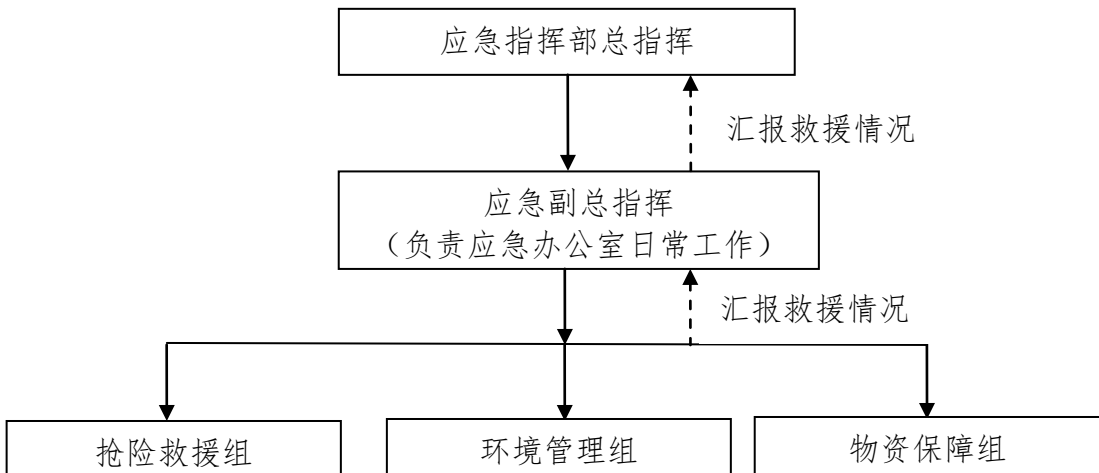 应急指挥部总指挥
汇报救援情况
应急副总指挥
（负责应急办公室日常工作）
汇报救援情况
抢险救援组
环境管理组
物资保障组